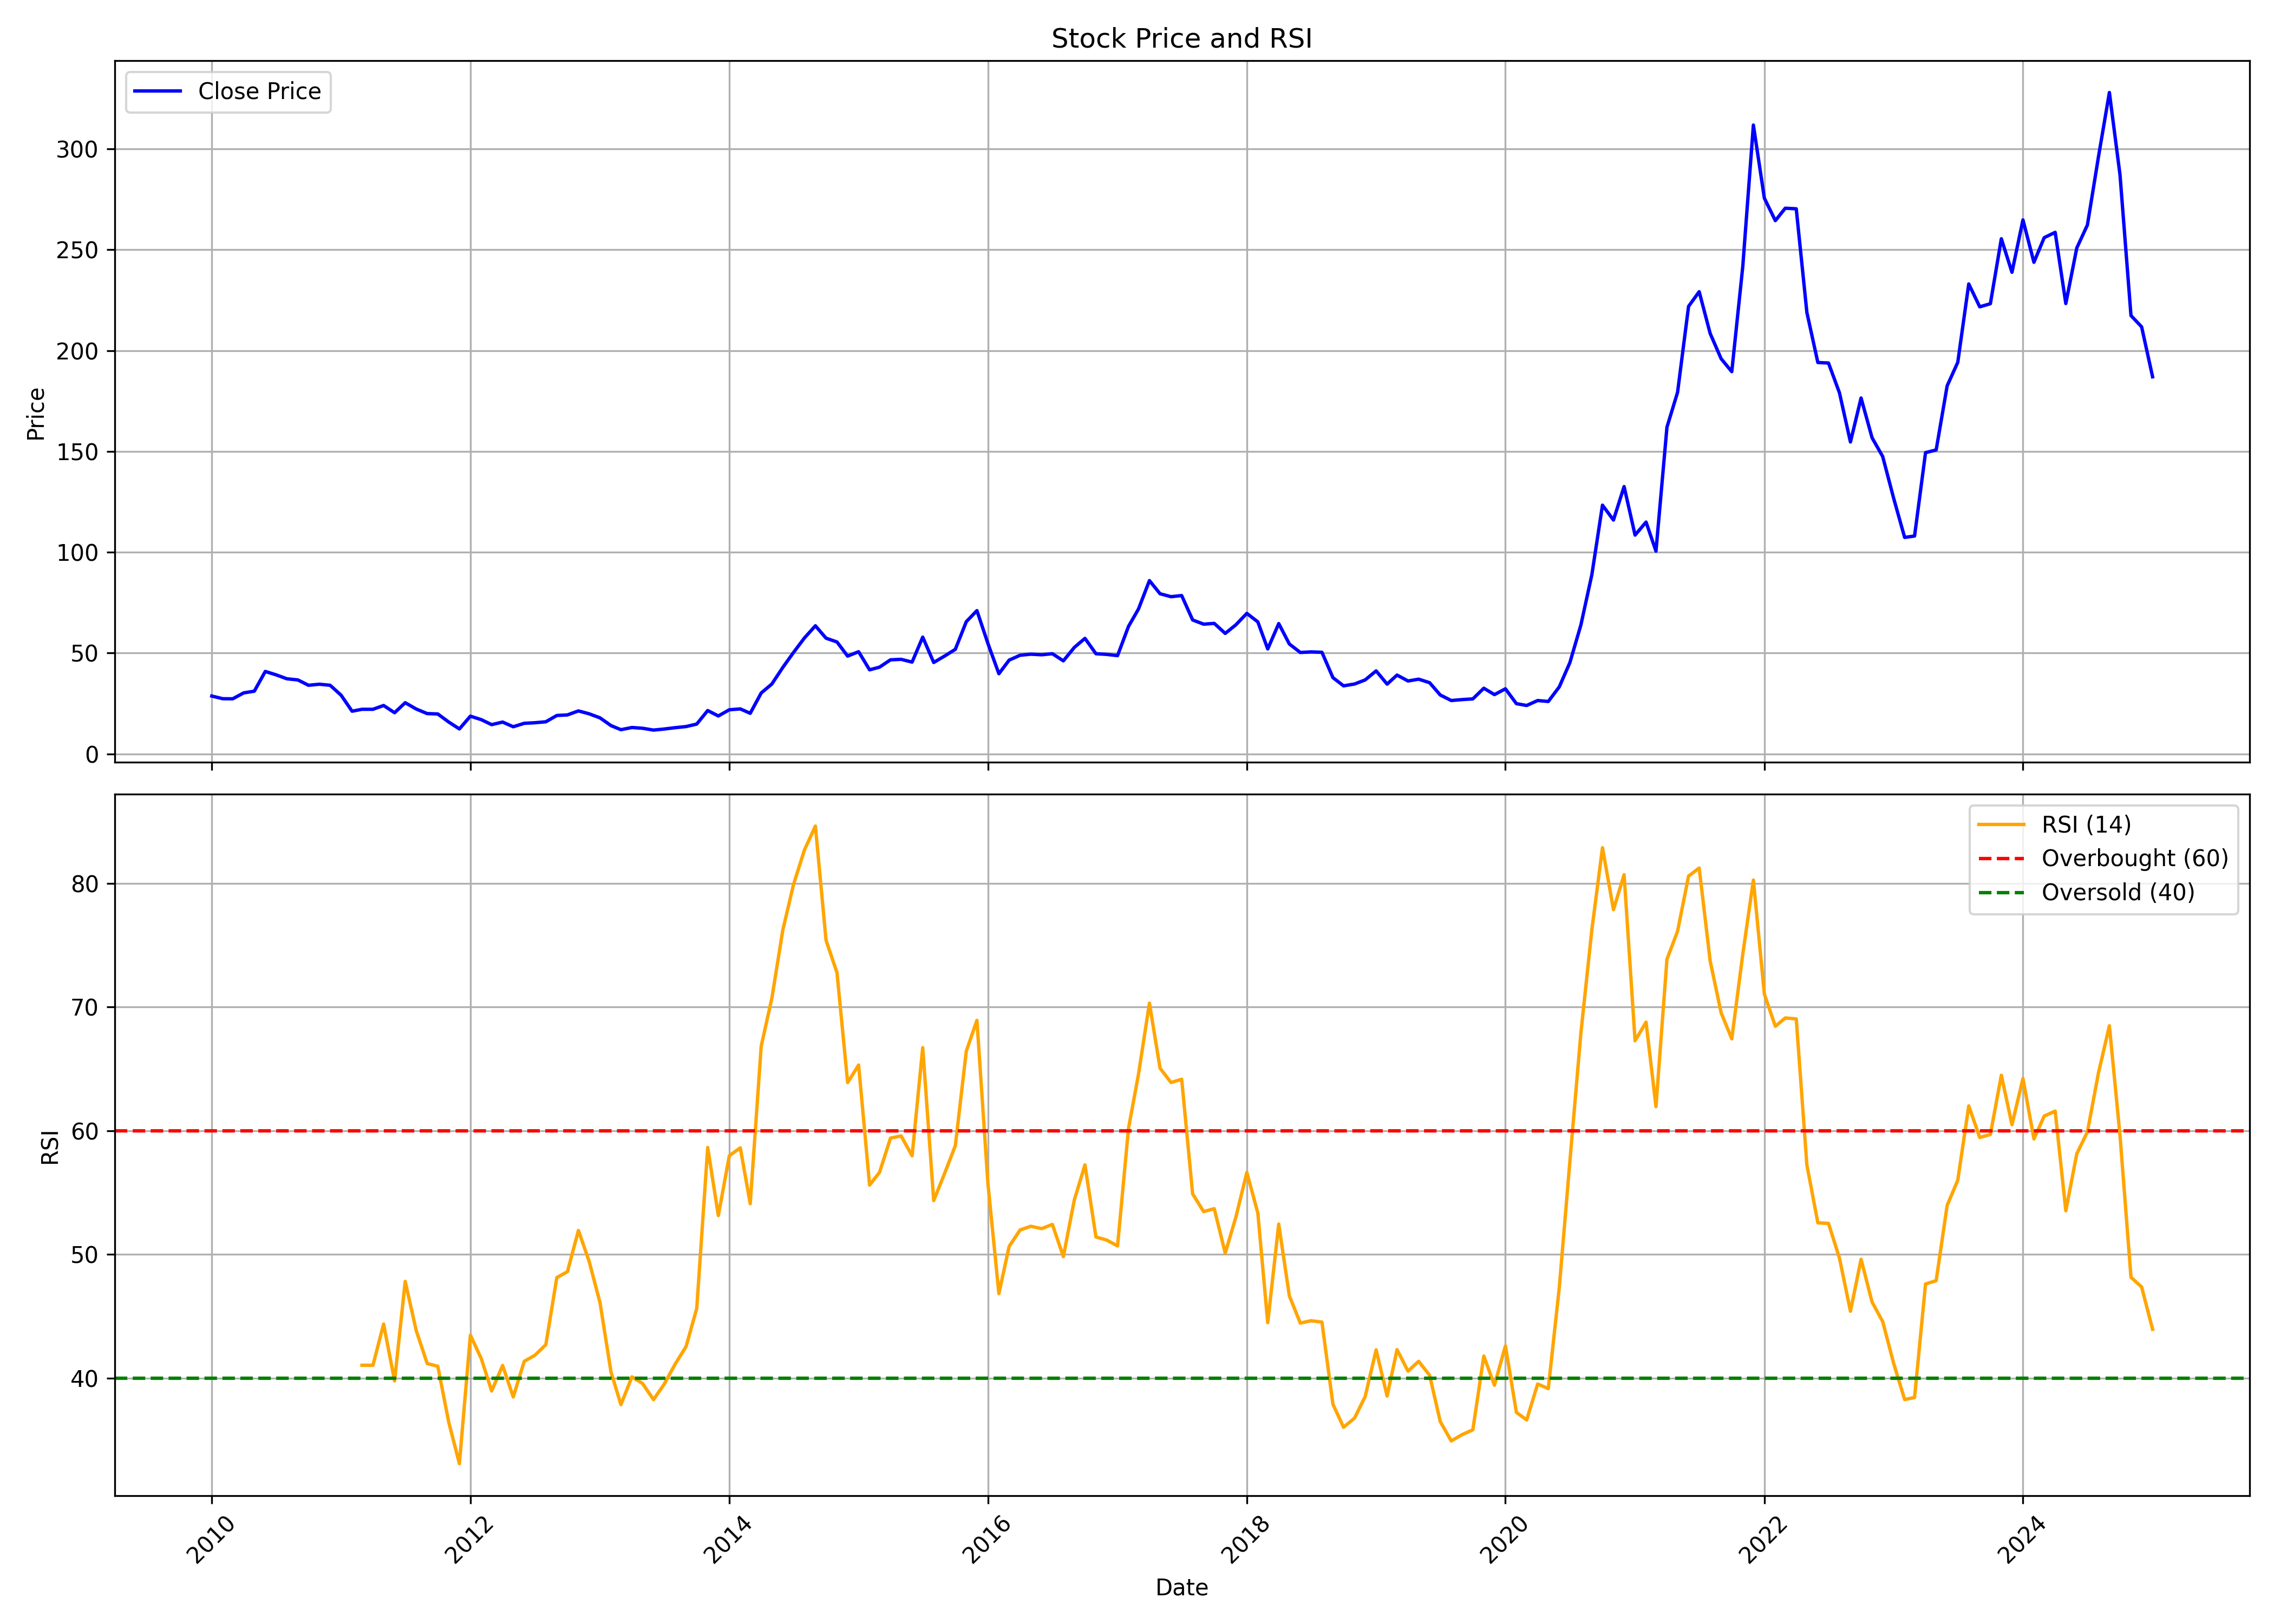 Stock Price and RSI
Close Price
Price
300
250
200
150
100
50
0
RSI (14)
Overbought (60)
Oversold (40)
RSI
80
70
60
50
40
2010 2012 2014 2016 2018 2020 2022 2024
Date